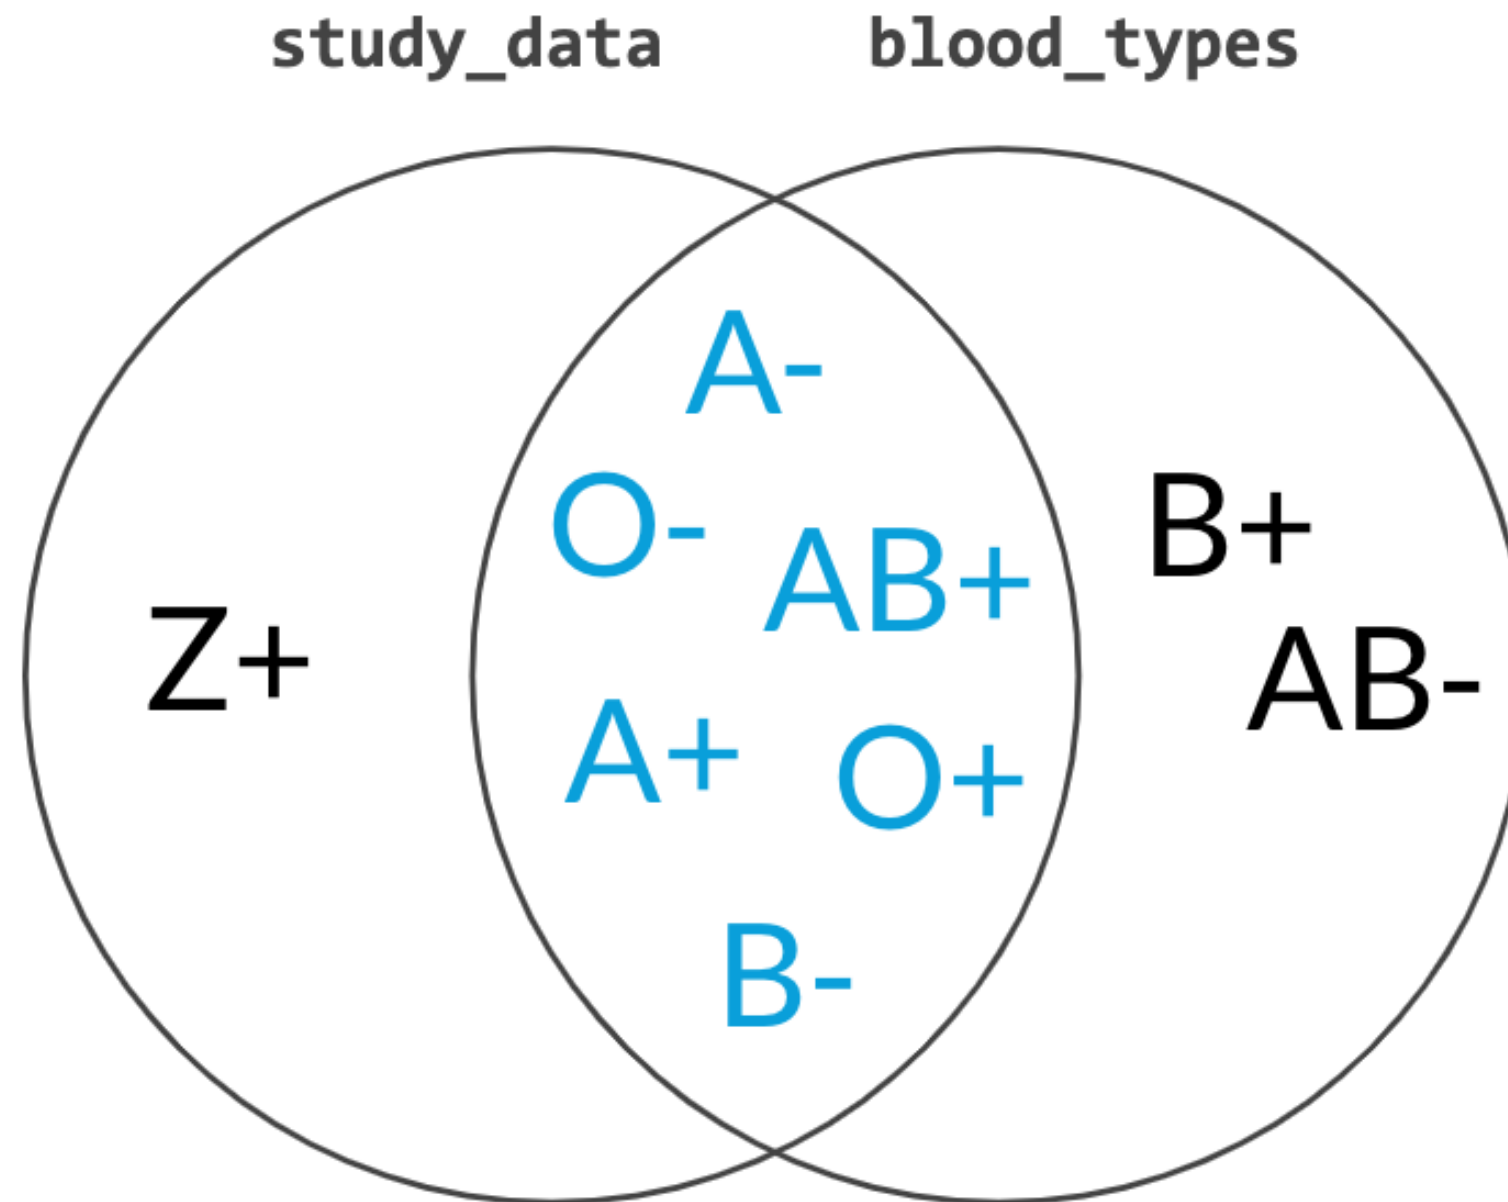 study_data blood_types
A-
O-
AB+
B+
Z+
AB-
A+
O+
B-